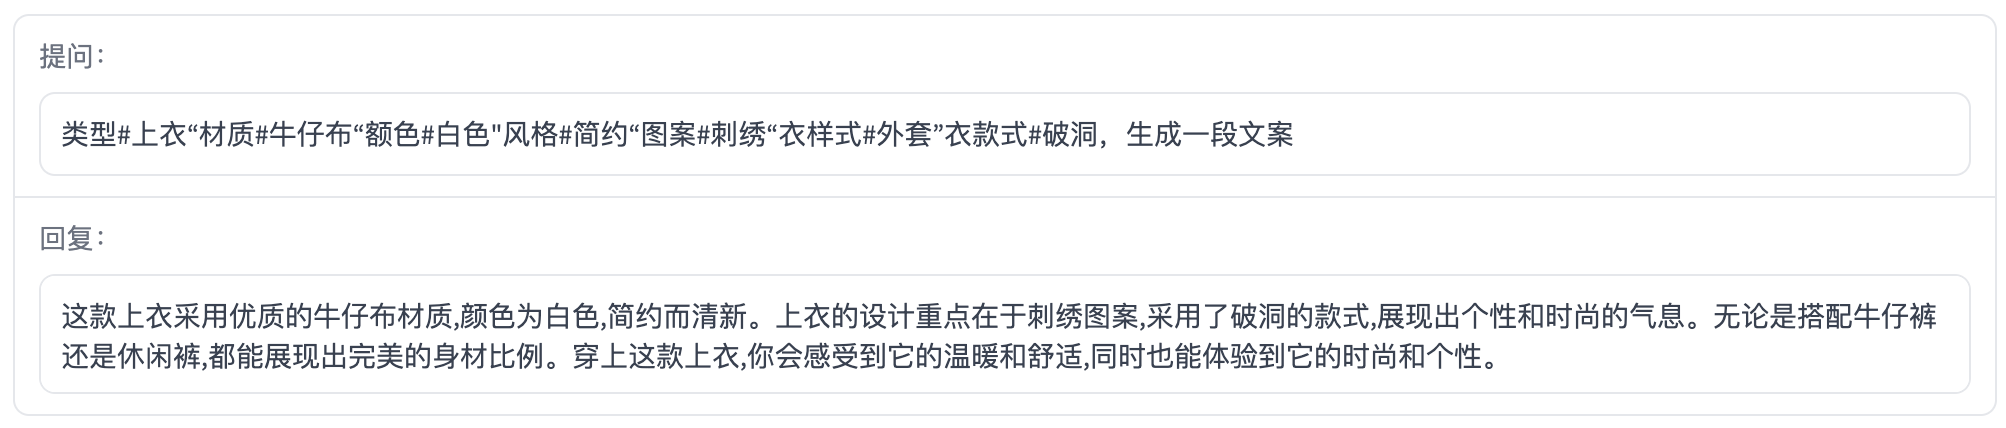 提问：
类型#上衣“材质#牛仔布“额色#白色"风格#简约“图案#刺绣“衣样式#外套”衣款式#破洞，生成一段文案
回复：
这款上衣采用优质的牛仔布材质,颜色为白色,简约而清新。上衣的设计重点在于刺绣图案,采用了破洞的款式,展现出个性和时尚的气息。无论是搭配牛仔裤
还是休闲裤,都能展现出完美的身材比例。穿上这款上衣,你会感受到它的温暖和舒适,同时也能体验到它的时尚和个性。